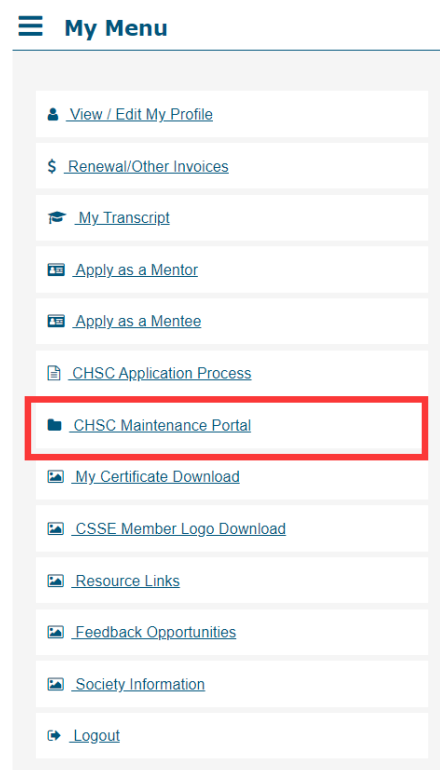 My Menu
View / Edit My Profile
$ Renewal/Other Invoices
My Transcript
Apply as a Mentor
Apply as a Mentee
CHSC Application Process
CHSC Maintenance Portal
My Certificate Download
CSSE Member Logo Download
Resource Links
Feedback Opportunities
Society Information
Logout